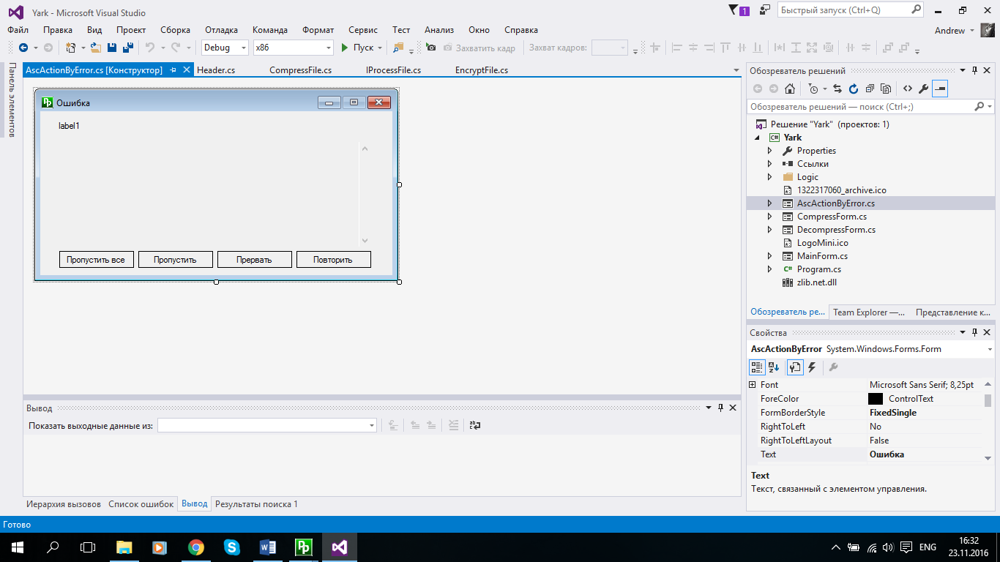 Yark - Microsoft Visual Studio
1
Быстрый запуск (Ctrl+Q)
Файл Правка Вид Проект Сборка Отладка Команда Формат Сервис Тест Анализ Окно Справка
Andrew
Debug x86 Пуск Захватить кадр Захват кадров:
Панель элементов
AscActionByError.cs [Конструктор] Header.cs CompressFile.cs IProcessFile.cs EncryptFile.cs
PP Ошибка
label1
Пропустить все Пропустить Прервать Повторить
Вывод
Показать выходные данные из:
Иерархия вызовов Список ошибок Вывод Результаты поиска 1
Обозреватель решений
Обозреватель решений — поиск (Ctrl+;)
Решение "Yark" (проектов: 1)
C# Yark
Properties
Ссылки
Logic
1322317060_archive.ico
AscActionByError.cs
CompressForm.cs
DecompressForm.cs
LogoMini.ico
MainForm.cs
C# Program.cs
zlib.net.dll
Обозреватель ре... Team Explorer —... Представление к...
Свойства
AscActionByError System.Windows.Forms.Form
Font Microsoft Sans Serif; 8,25pt
ForeColor ControlText
FormBorderStyle FixedSingle
RightToLeft No
RightToLeftLayout False
Text Ошибка
Text
Текст, связанный с элементом управления.
Готово
PP
ENG
16:32
23.11.2016